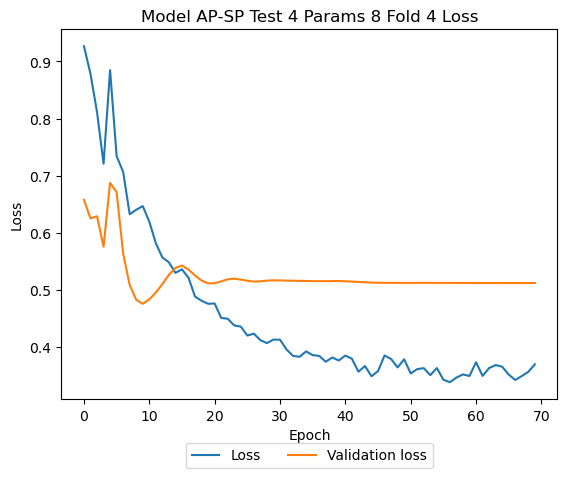 Model AP-SP Test 4 Params 8 Fold 4 Loss
Loss
0.9
0.8
0.7
0.6
0.5
0.4
0 10 20 30 40 50 60 70
Epoch
Loss Validation loss